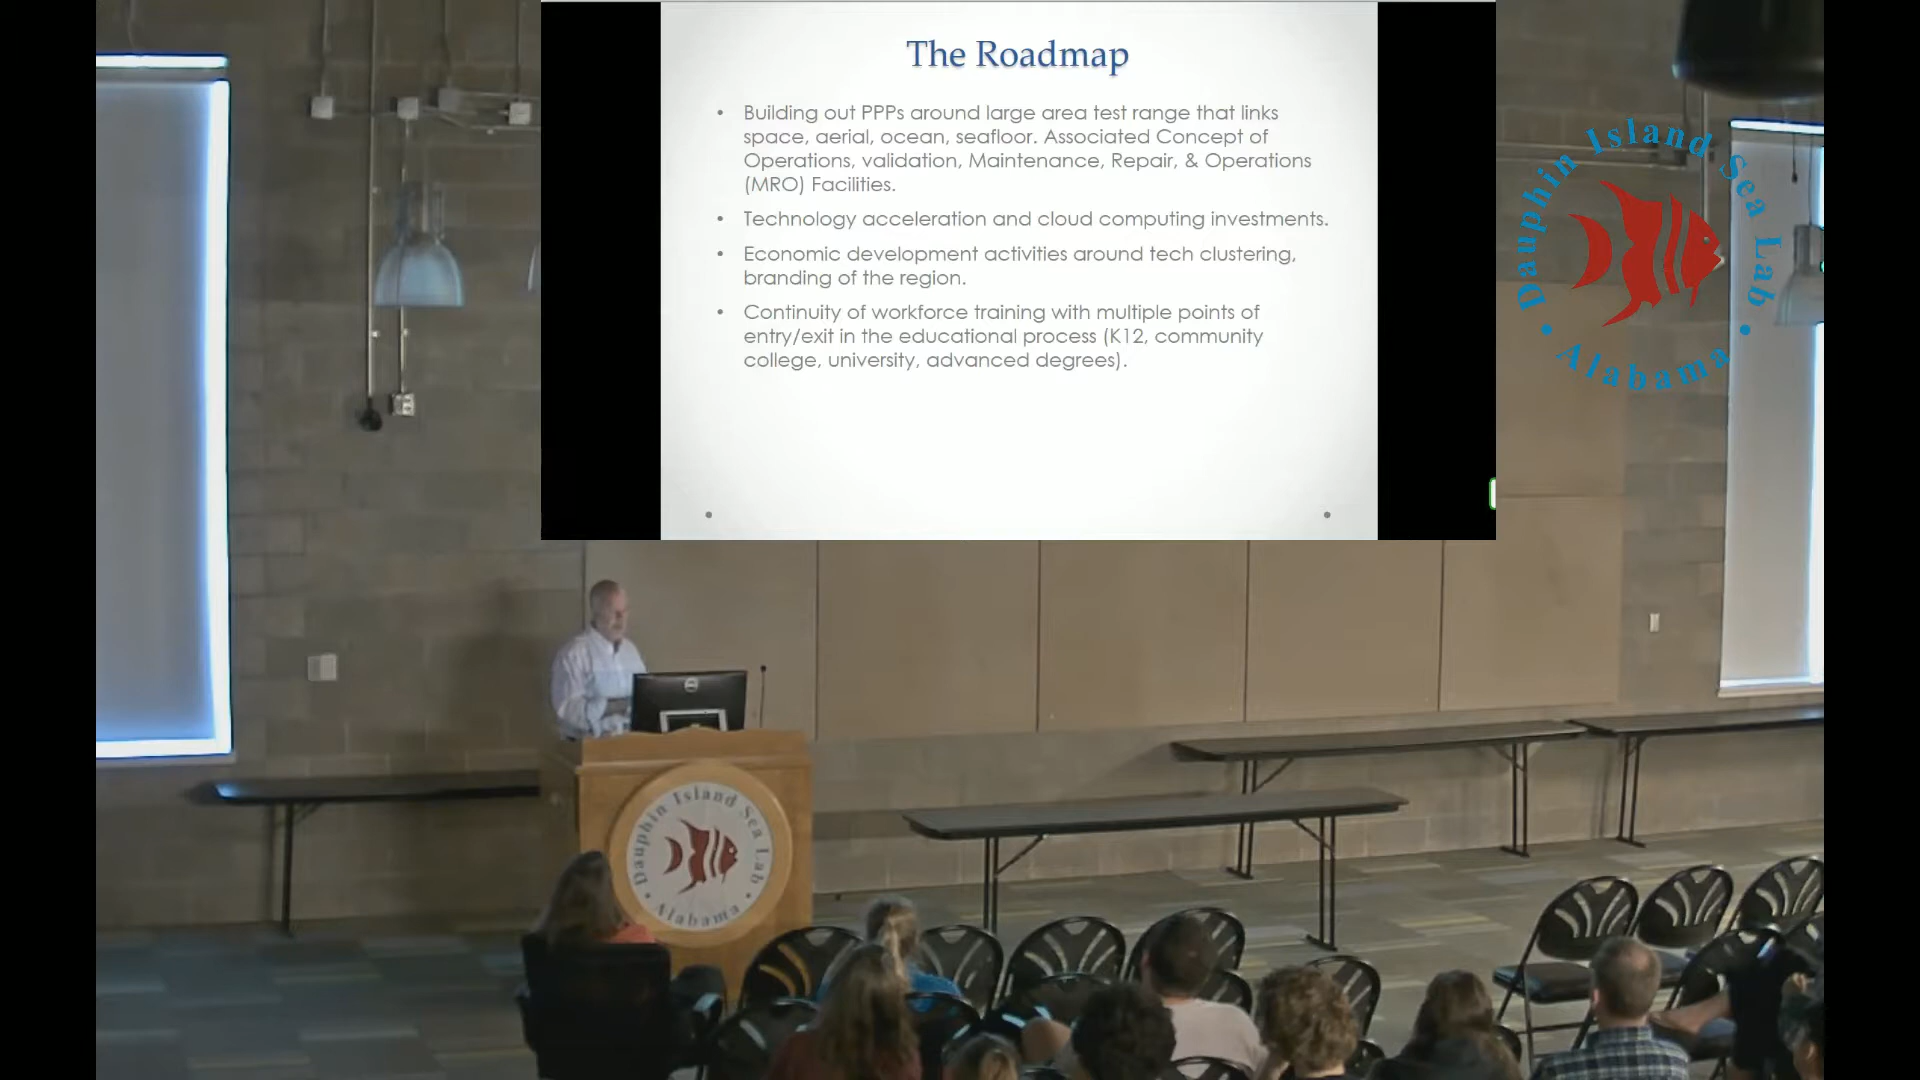 The Roadmap
• Building out PPPs around large area test range that links
space, aerial, ocean, seafloor. Associated Concept of
Operations, validation, Maintenance, Repair, & Operations
(MRO) Facilities.
• Technology acceleration and cloud computing investments.
• Economic development activities around tech clustering,
branding of the region.
• Continuity of workforce training with multiple points of
entry/exit in the educational process (K12, community
college, university, advanced degrees).
Dauphin Island Sea Lab
• Alabama •
DELL
Dauphin Island Sea Lab
• Alabama •